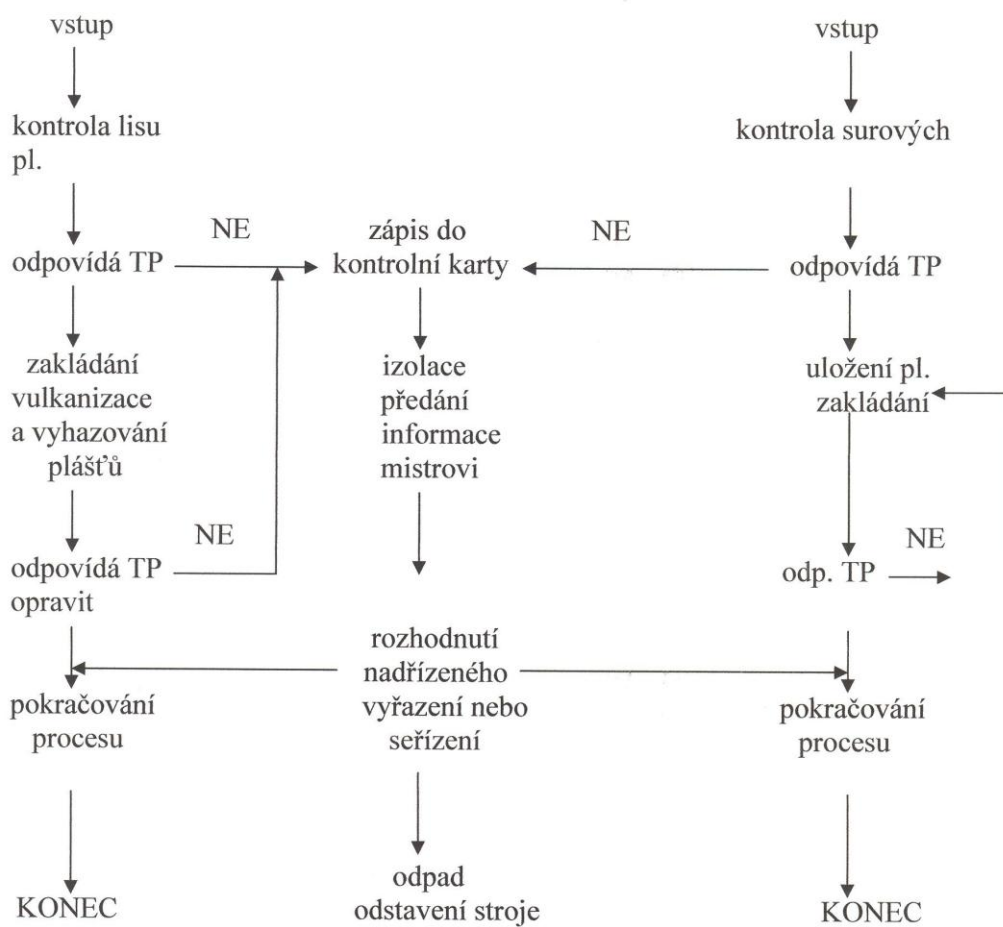 vstup
vstup
kontrola lisu
pl.
kontrola surových
NE
zápis do
kontrolní karty
NE
odpovídá TP
odpovídá TP
zakládání
vulkanizace
a vyhazování
plášťů
izolace
předání
informace
mistrovi
uložení pl.
zakládání
NE
NE
odpovídá TP
opravit
odp. TP
rozhodnutí
nadřízeného
vyřazení nebo
seřízení
pokračování
procesu
pokračování
procesu
odpad
odstavení stroje
KONEC
KONEC